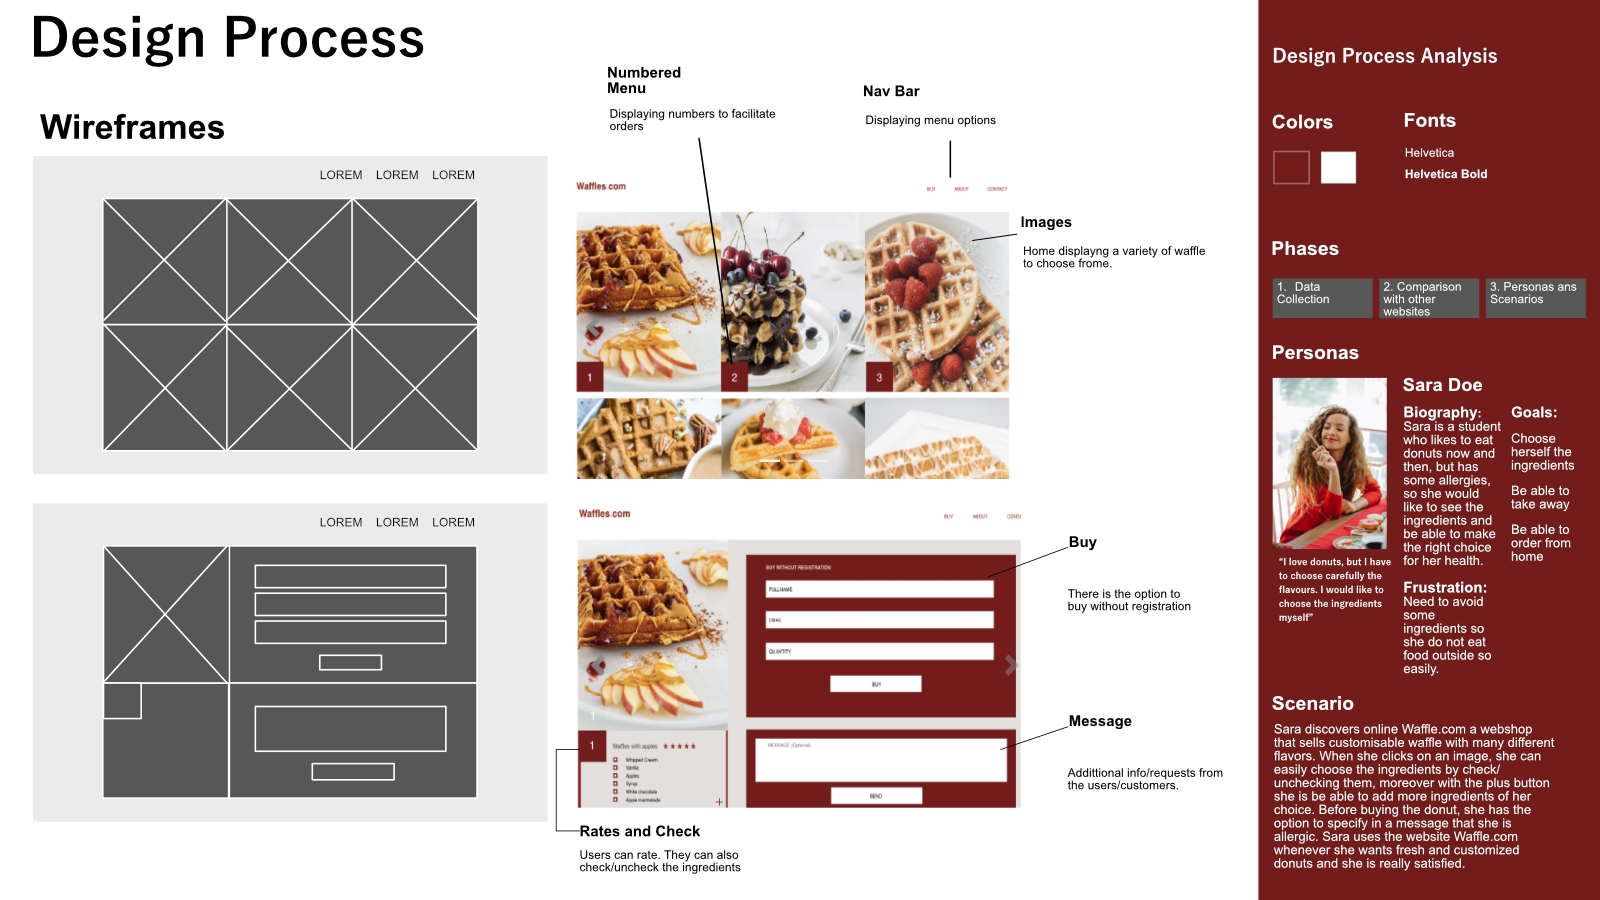 Design Process
Wireframes
LOREM LOREM LOREM
LOREM LOREM LOREM
Numbered
Menu
Displaying numbers to facilitate
orders
Nav Bar
Displaying menu options
Waffles.com
BUY ABOUT CONTACT
1
2
3
Images
Home displayng a variety of waffle
to choose frome.
Waffles.com
BUY ABOUT CONT
BUY WITHOUT REGISTRATION
FULLNAME
EMAIL
QUANTITY
BUY
1
1
Waffles with apples ★★★★★
Whipped Cream
Vanilla
Apples
Syrup
White chocolate
Apple marmalade
+
MESSAGE (Optional)
SEND
Buy
There is the option to
buy without registration
Message
Addittional info/requests from
the users/customers.
Rates and Check
Users can rate. They can also
check/uncheck the ingredients
Design Process Analysis
Colors
Fonts
Helvetica
Helvetica Bold
Phases
1. Data
Collection
2. Comparison
with other
websites
3. Personas ans
Scenarios
Personas
"I love donuts, but I have
to choose carefully the
flavours. I would like to
choose the ingredients
myself"
Sara Doe
Biography:
Sara is a student
who likes to eat
donuts now and
then, but has
some allergies,
so she would
like to see the
ingredients and
be able to make
the right choice
for her health.
Frustration:
Need to avoid
some
ingredients so
she do not eat
food outside so
easily.
Goals:
Choose
herself the
ingredients
Be able to
take away
Be able to
order from
home
Scenario
Sara discovers online Waffle.com a webshop
that sells customisable waffle with many different
flavors. When she clicks on an image, she can
easily choose the ingredients by check/
unchecking them, moreover with the plus button
she is be able to add more ingredients of her
choice. Before buying the donut, she has the
option to specify in a message that she is
allergic. Sara uses the website Waffle.com
whenever she wants fresh and customized
donuts and she is really satisfied.